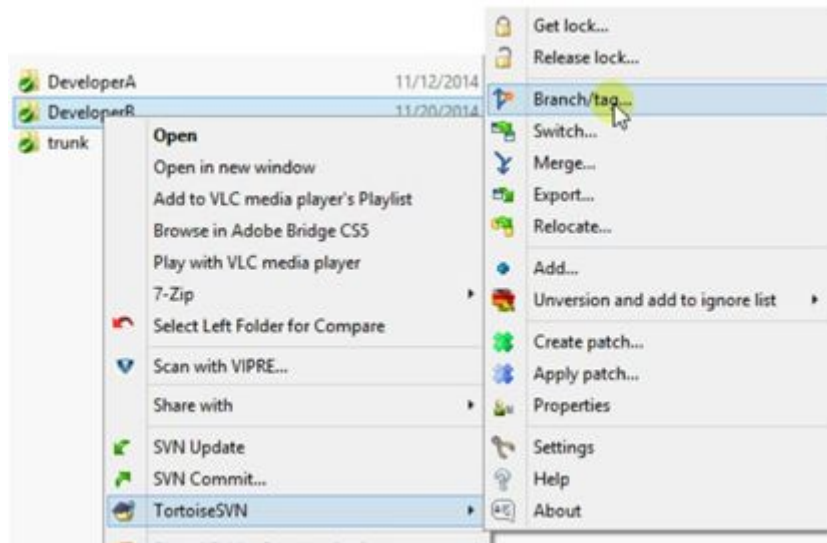 DeveloperA 11/12/2014
DeveloperB 11/20/2014
trunk
Open
Open in new window
Add to VLC media player's Playlist
Browse in Adobe Bridge CS5
Play with VLC media player
7-Zip
Select Left Folder for Compare
Scan with VIPRE...
Share with
SVN Update
SVN Commit...
TortoiseSVN
Get lock...
Release lock...
Branch/tag...
Switch...
Merge...
Export...
Relocate...
Add...
Unversion and add to ignore list
Create patch...
Apply patch...
Properties
Settings
Help
About